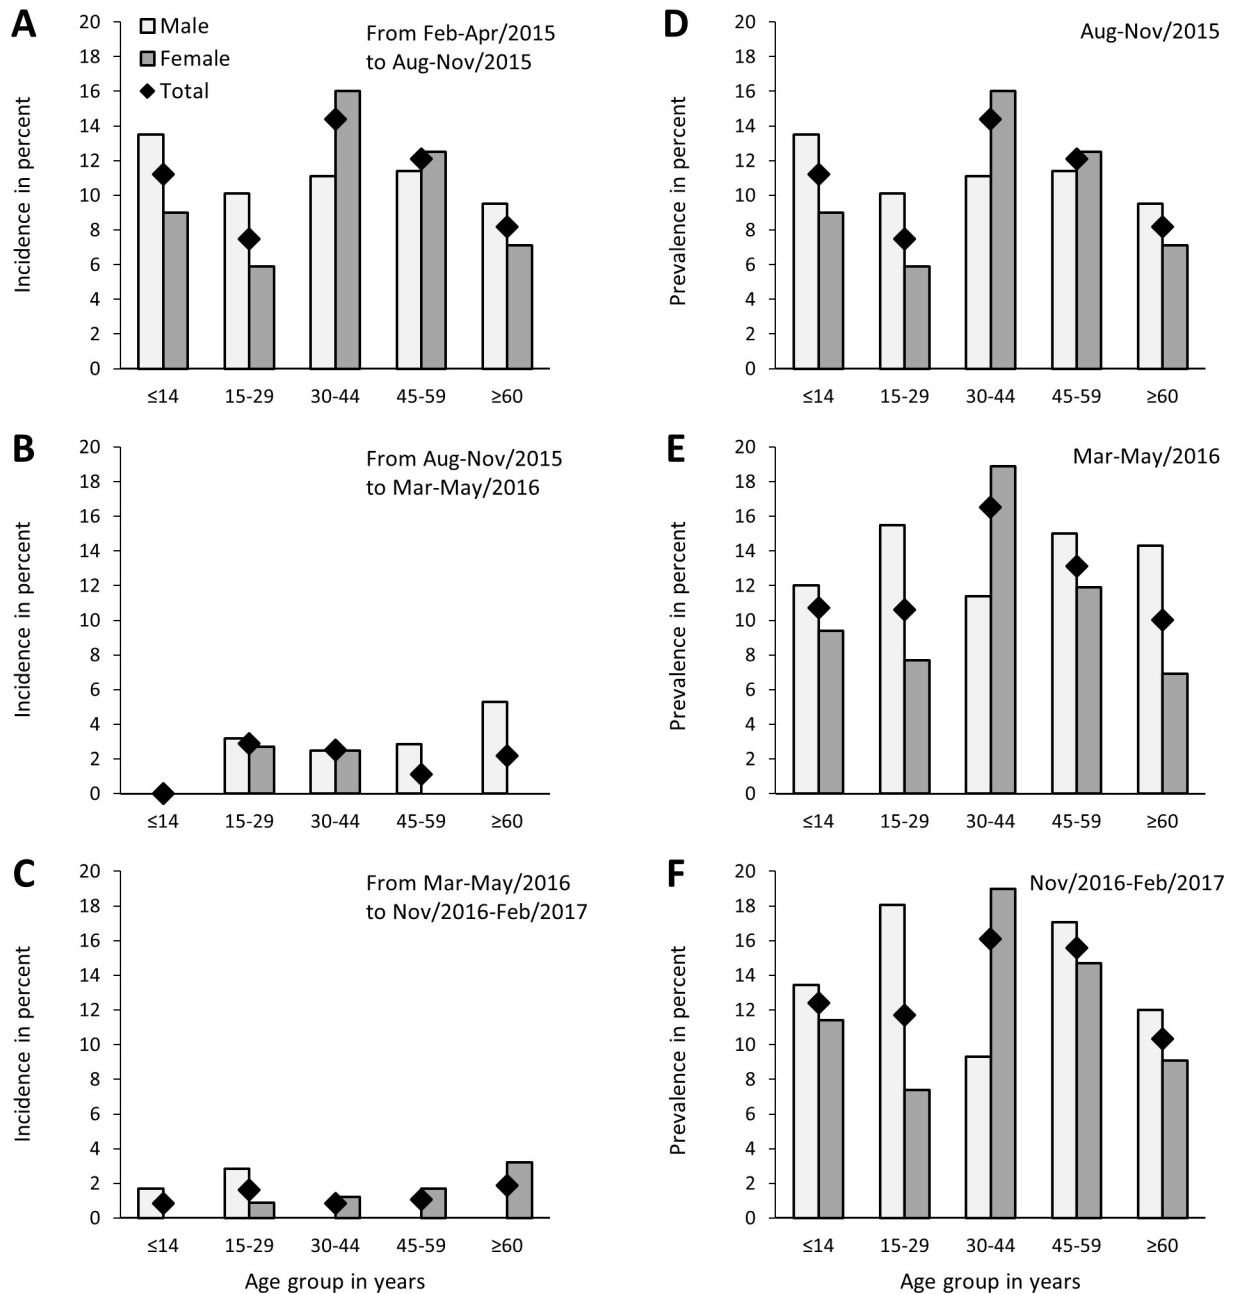 A
Male
Female
Total
From Feb-Apr/2015
to Aug-Nov/2015
Incidence in percent
20
18
16
14
12
10
8
6
4
2
0
≤14 15-29 30-44 45-59 ≥60
D
Aug-Nov/2015
Prevalence in percent
20
18
16
14
12
10
8
6
4
2
0
≤14 15-29 30-44 45-59 ≥60
B
From Aug-Nov/2015
to Mar-May/2016
Incidence in percent
20
18
16
14
12
10
8
6
4
2
0
≤14 15-29 30-44 45-59 ≥60
E
Mar-May/2016
Prevalence in percent
20
18
16
14
12
10
8
6
4
2
0
≤14 15-29 30-44 45-59 ≥60
C
From Mar-May/2016
to Nov/2016-Feb/2017
Incidence in percent
20
18
16
14
12
10
8
6
4
2
0
≤14 15-29 30-44 45-59 ≥60
Age group in years
F
Nov/2016-Feb/2017
Prevalence in percent
20
18
16
14
12
10
8
6
4
2
0
≤14 15-29 30-44 45-59 ≥60
Age group in years